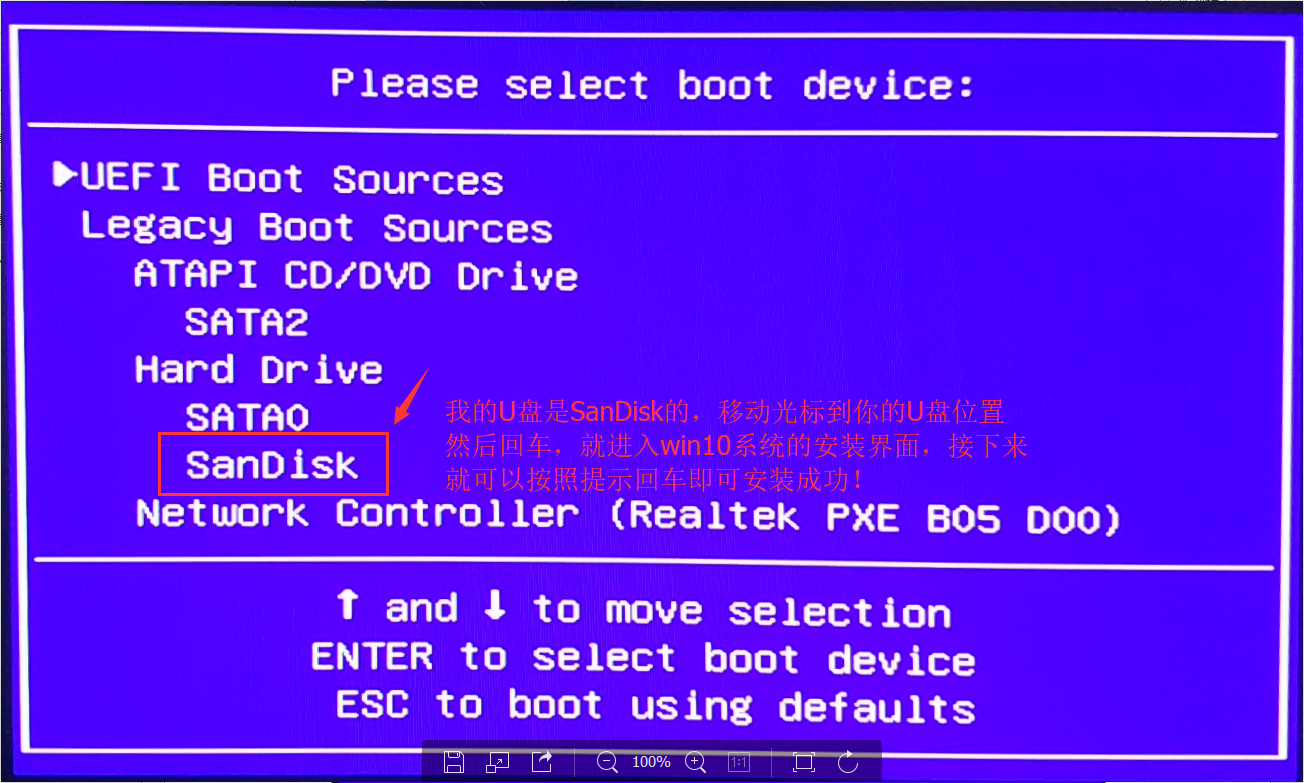 Please select boot device:
▶UEFI Boot Sources
Legacy Boot Sources
ATAPI CD/DVD Drive
SATA2
Hard Drive
SATA0
SanDisk
我的U盘是SanDisk的，移动光标到你的U盘位置
然后回车，就进入win10系统的安装界面，接下来
就可以按照提示回车即可安装成功！
Network Controller (Realtek PXE B05 D00)
↑ and ↓ to move selection
ENTER to select boot device
ESC to boot using defaults
100%
1:1